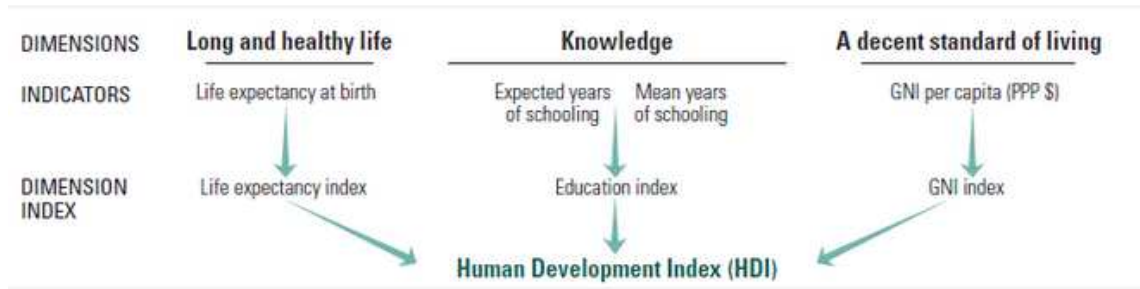 DIMENSIONS Long and healthy life Knowledge A decent standard of living
INDICATORS Life expectancy at birth Expected years of schooling Mean years of schooling GNI per capita (PPP $)
DIMENSION INDEX Life expectancy index Education index GNI index
Human Development Index (HDI)